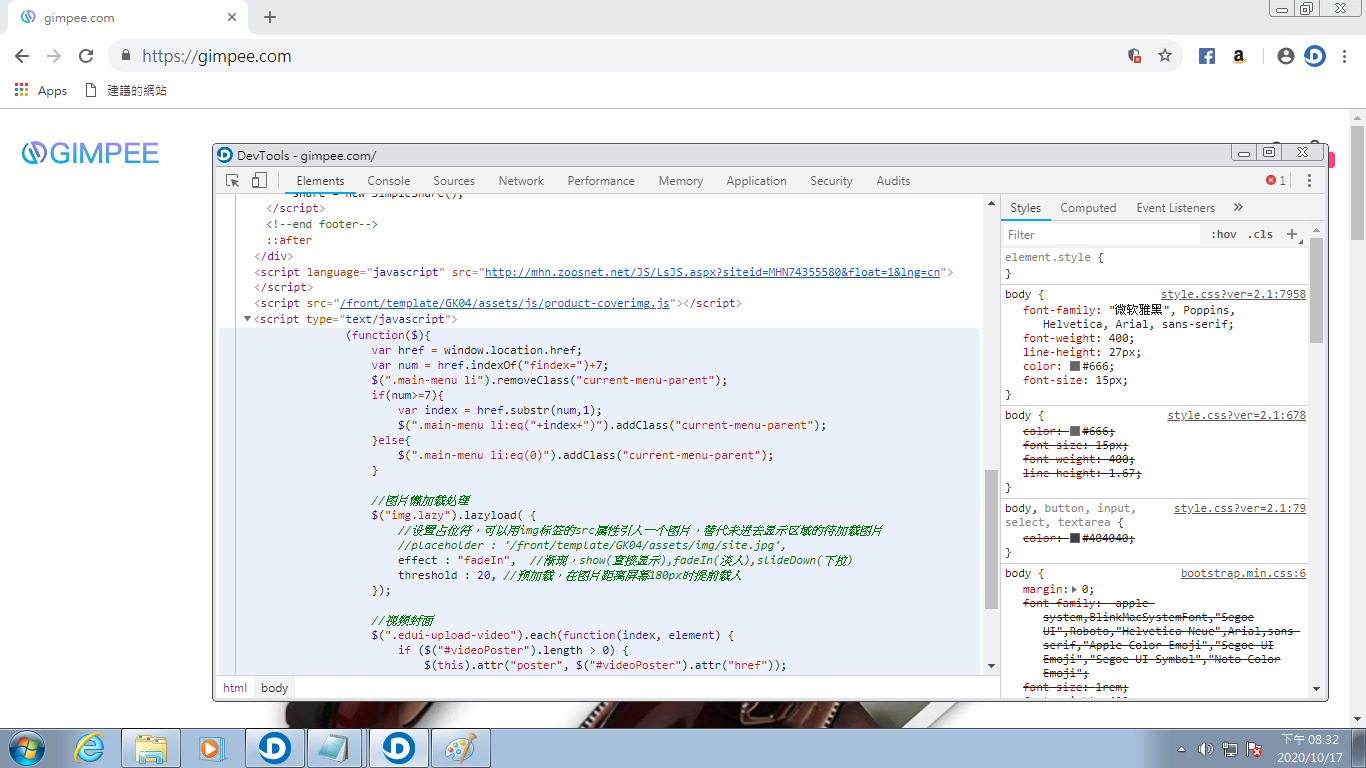 gimpee.com
https://gimpee.com
Apps
建議的網站
GIMPEE
DevTools - gimpee.com/
Elements Console Sources Network Performance Memory Application Security Audits 1
share = new SimpleShare();
</script>
<!--end footer-->
::after
</div>
<script language="javascript" src="http://mhn.zoosnet.net/JS/LsJS.aspx?siteid=MHN74355580&float=1&lng=cn">
</script>
<script src="/front/template/GK04/assets/js/product-coverimg.js"></script>
<script type="text/javascript">
(function($){
var href = window.location.href;
var num = href.indexOf("findex=")+7;
$(".main-menu li").removeClass("current-menu-parent");
if(num>=7){
var index = href.substr(num,1);
$(".main-menu li:eq("+index+")").addClass("current-menu-parent");
}else{
$(".main-menu li:eq(0)").addClass("current-menu-parent");
}
//图片懒加载处理
$("img.lazy").lazyload( {
//设置占位符，可以用img标签的src属性引人一个图片，替代未进去显示区域的待加载图片
//placeholder : '/front/template/GK04/assets/img/site.jpg',
effect : "fadeIn", //渐现，show(直接显示),fadeIn(淡人),slideDown(下拉)
threshold : 20, //预加载，在图片距离屏幕180px时提前载人
});
//视频封面
$(".edui-upload-video").each(function(index, element) {
if ($("#videoPoster").length > 0) {
$(this).attr("poster", $("#videoPoster").attr("href"));
html body
Styles Computed Event Listeners »
Filter :hov .cls +
element.style {
}
body { style.css?ver=2.1:7958
font-family: "微软雅黑", Poppins,
Helvetica, Arial, sans-serif;
font-weight: 400;
line-height: 27px;
color: #666;
font-size: 15px;
}
body { style.css?ver=2.1:678
color: #666;
font-size: 15px;
font-weight: 400;
line-height: 1.67;
}
body, button, input, style.css?ver=2.1:79
select, textarea {
color: #404040;
}
body { bootstrap.min.css:6
margin: 0;
font-family: -apple-
system,BlinkMacSystemFont,"Segoe
UI",Roboto,"Helvetica Neue",Arial,sans-
serif,"Apple Color Emoji","Segoe UI
Emoji","Segoe UI Symbol","Noto Color
Emoji";
font-size: 1rem;
下午 08:32
2020/10/17